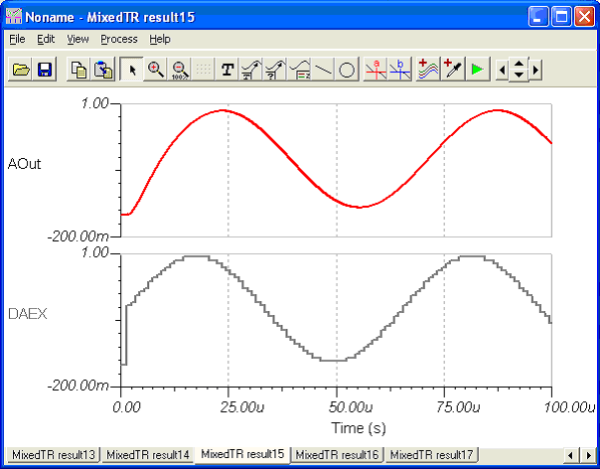 Noname - MixedTR result15
File Edit View Process Help
100% T ? a b
1.00
AOut
-200.00m
1.00
DAEX
-200.00m
0.00 25.00u 50.00u 75.00u 100.00u
Time (s)
MixedTR result13 MixedTR result14 MixedTR result15 MixedTR result16 MixedTR result17